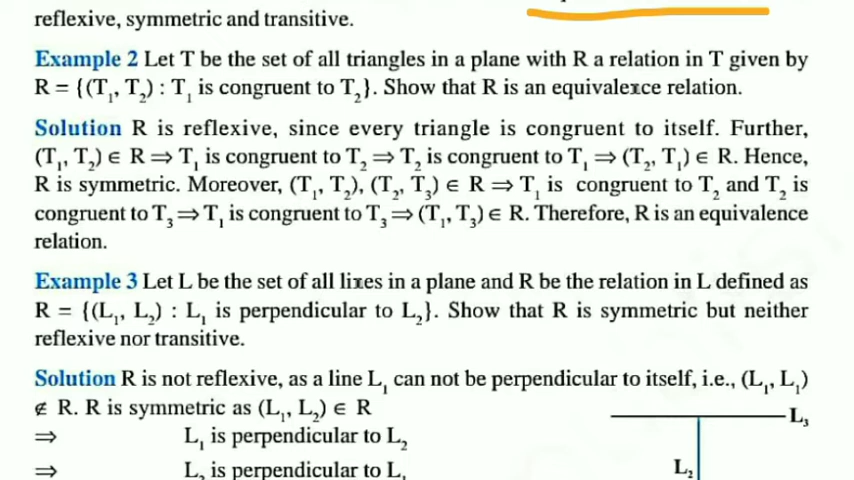 reflexive, symmetric and transitive.
Example 2 Let T be the set of all triangles in a plane with R a relation in T given by
R = {(T₁, T₂) : T₁ is congruent to T₂}. Show that R is an equivalexce relation.
Solution R is reflexive, since every triangle is congruent to itself. Further,
(T₁, T₂) ∈ R ⇒ T₁ is congruent to T₂ ⇒ T₂ is congruent to T₁ ⇒ (T₂, T₁) ∈ R. Hence,
R is symmetric. Moreover, (T₁, T₂), (T₂, T₃) ∈ R ⇒ T₁ is congruent to T₂ and T₂ is
congruent to T₃ ⇒ T₁ is congruent to T₃ ⇒ (T₁, T₃) ∈ R. Therefore, R is an equivalence
relation.
Example 3 Let L be the set of all lixes in a plane and R be the relation in L defined as
R = {(L₁, L₂) : L₁ is perpendicular to L₂}. Show that R is symmetric but neither
reflexive nor transitive.
Solution R is not reflexive, as a line L₁ can not be perpendicular to itself, i.e., (L₁, L₁)
∉ R. R is symmetric as (L₁, L₂) ∈ R
⇒ L₁ is perpendicular to L₂
⇒ L₂ is perpendicular to L₁
L₃
L₂